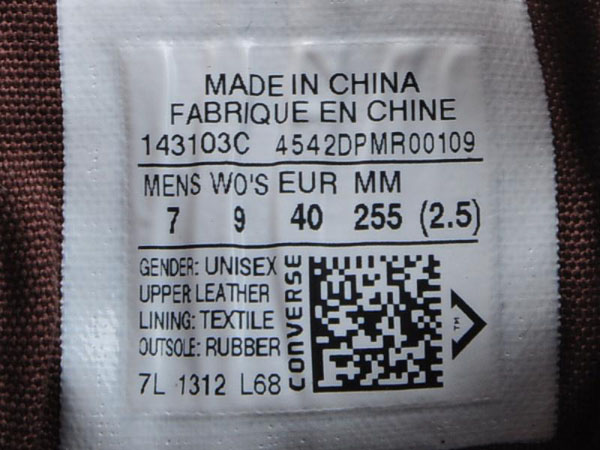 MADE IN CHINA
FABRIQUE EN CHINE
143103C 4542DPMR00109
MENS WO'S EUR MM
7 9 40 255 (2.5)
GENDER: UNISEX
UPPER LEATHER
LINING: TEXTILE
OUTSOLE: RUBBER
7L 1312 L68
CONVERSE
TM